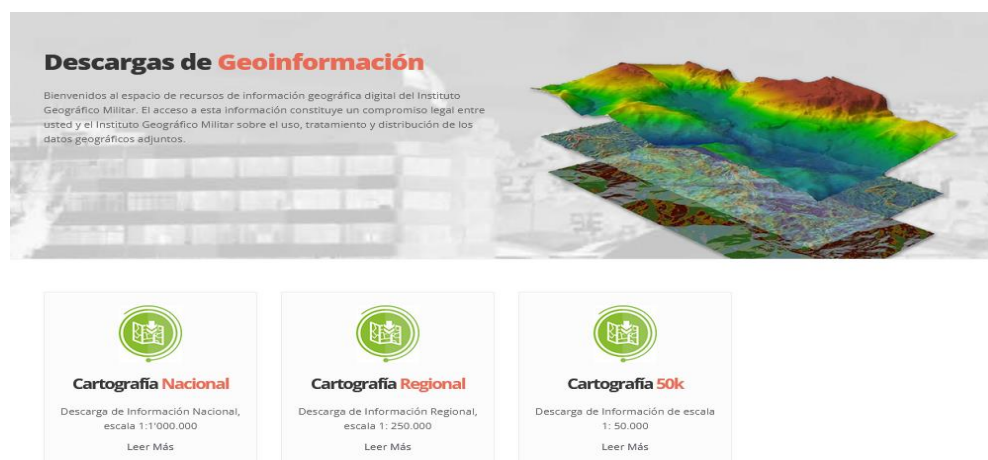 Descargas de Geoinformación
Bienvenidos al espacio de recursos de información geográfica digital del Instituto
Geográfico Militar. El acceso a esta información constituye un compromiso legal entre
usted y el Instituto Geográfico Militar sobre el uso, tratamiento y distribución de los
datos geográficos adjuntos.
Cartografía Nacional
Descarga de Información Nacional,
escala 1:1'000.000
Leer Más
Cartografía Regional
Descarga de Información Regional,
escala 1: 250.000
Leer Más
Cartografía 50k
Descarga de Información de escala
1: 50.000
Leer Más